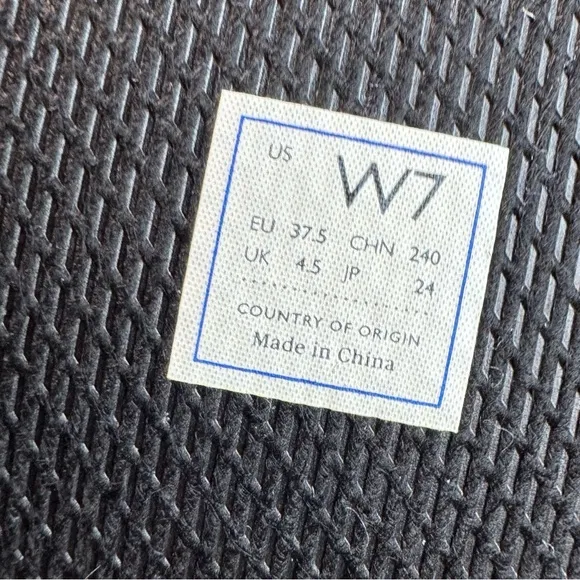 US W7
EU 37.5 CHN 240
UK 4.5 JP 24
COUNTRY OF ORIGIN
Made in China